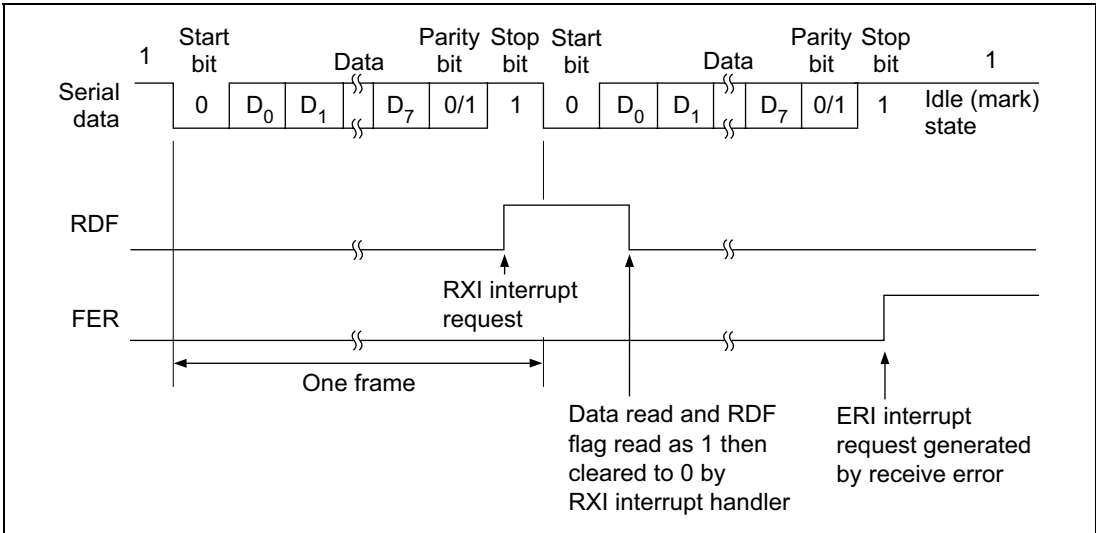 1 Start bit Data Parity bit Stop bit Start bit Data Parity bit Stop bit 1
Serial data 0 D0 D1 D7 0/1 1 0 D0 D1 D7 0/1 1 Idle (mark) state
RDF
RXI interrupt
request
FER
One frame
Data read and RDF
flag read as 1 then
cleared to 0 by
RXI interrupt handler
ERI interrupt
request generated
by receive error